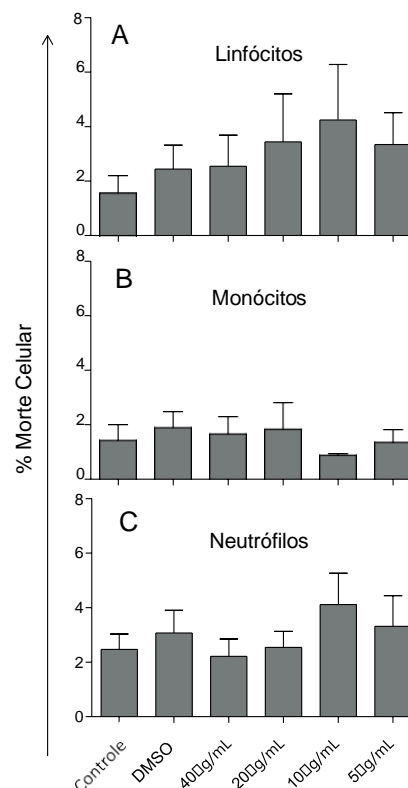 % Morte Celular
A
Linfócitos
8
6
4
2
0
B
Monócitos
8
6
4
2
0
C
Neutrófilos
8
6
4
2
0
Controle
DMSO
40□g/mL
20□g/mL
10□g/mL
5□g/mL